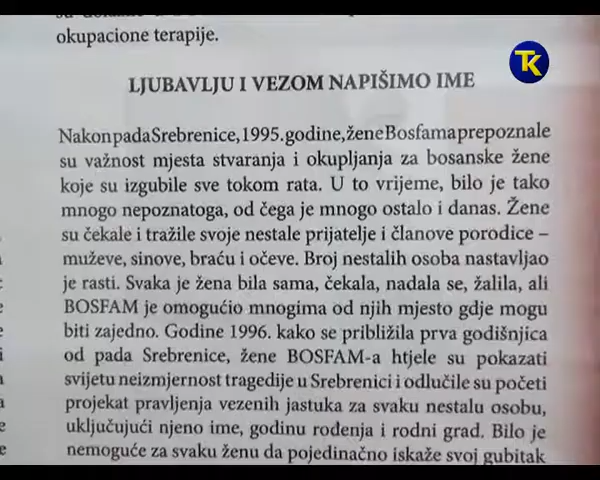 okupacione terapije.
TK
LJUBAVLJU I VEZOM NAPIŠIMO IME
Nakon pada Srebrenice, 1995. godine, žene Bosfama prepoznale
su važnost mjesta stvaranja i okupljanja za bosanske žene
koje su izgubile sve tokom rata. U to vrijeme, bilo je tako
mnogo nepoznatoga, od čega je mnogo ostalo i danas. Žene
su čekale i tražile svoje nestale prijatelje i članove porodice –
muževe, sinove, braću i očeve. Broj nestalih osoba nastavljao
je rasti. Svaka je žena bila sama, čekala, nadala se, žalila, ali
BOSFAM je omogućio mnogima od njih mjesto gdje mogu
biti zajedno. Godine 1996. kako se približila prva godišnjica
od pada Srebrenice, žene BOSFAM-a htjele su pokazati
svijetu neizmjernost tragedije u Srebrenici i odlučile su početi
projekat pravljenja vezenih jastuka za svaku nestalu osobu,
uključujući njeno ime, godinu rođenja i rodni grad. Bilo je
nemoguće za svaku ženu da pojedinačno iskaže svoj gubitak